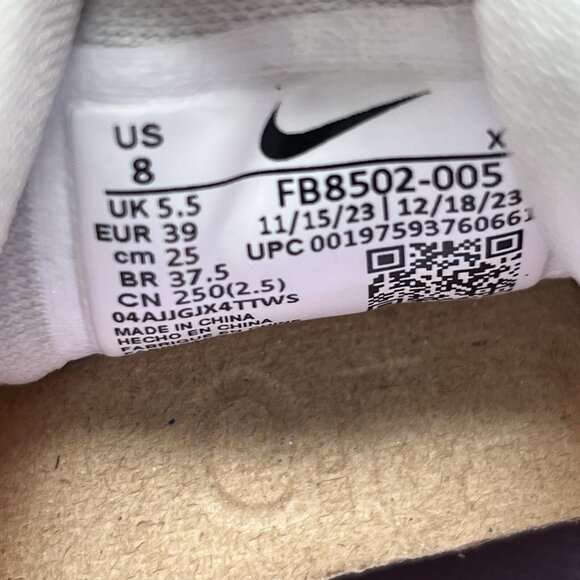 US
8
X
FB8502-005
11/15/23 | 12/18/23
UPC 00197593760661
UK 5.5
EUR 39
cm 25
BR 37.5
CN 250(2.5)
04AJJGJX4TTWS
MADE IN CHINA
HECHO EN CHINA